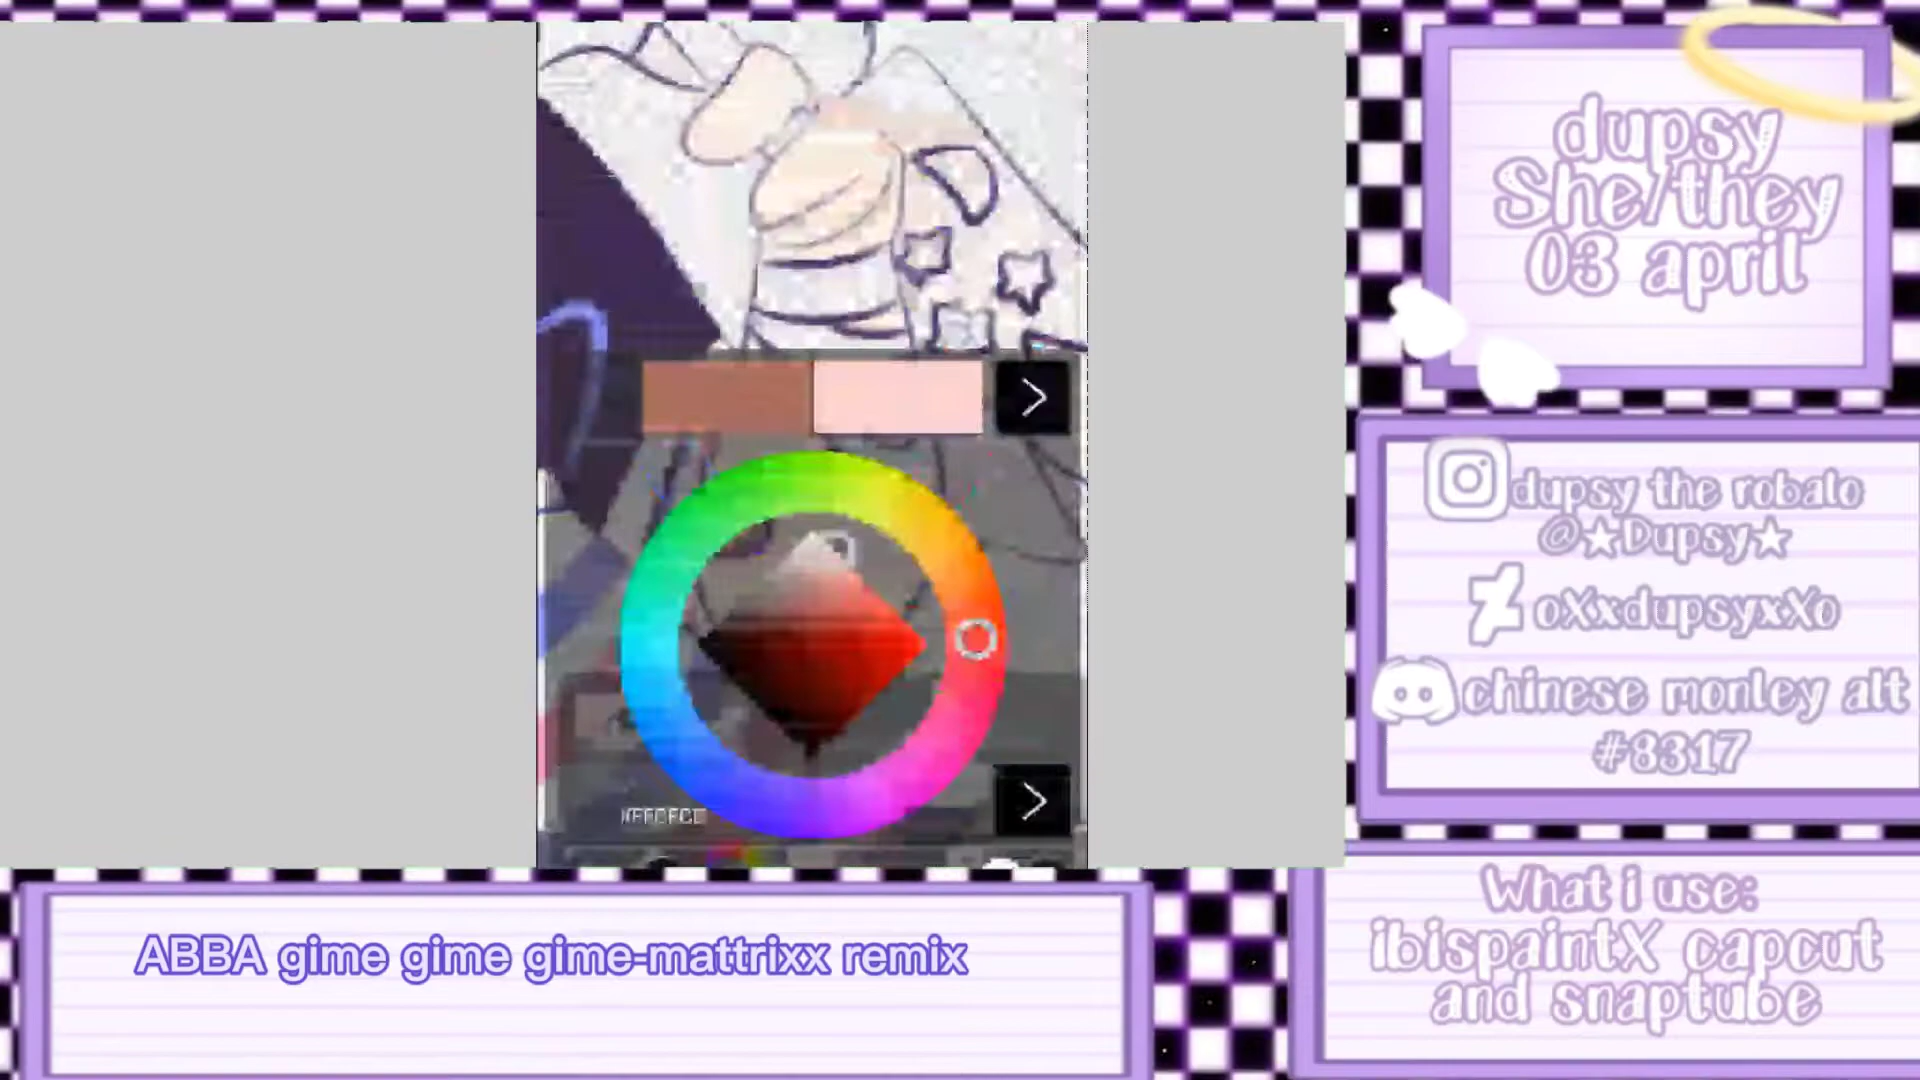 dupsy
She/they
03 april
dupsy the robalo
@★Dupsy★
oXxdupsyxXo
chinese monley alt
#8317
What i use:
ibispaintX capcut
and snaptube
ABBA gime gime gime-mattrixx remix